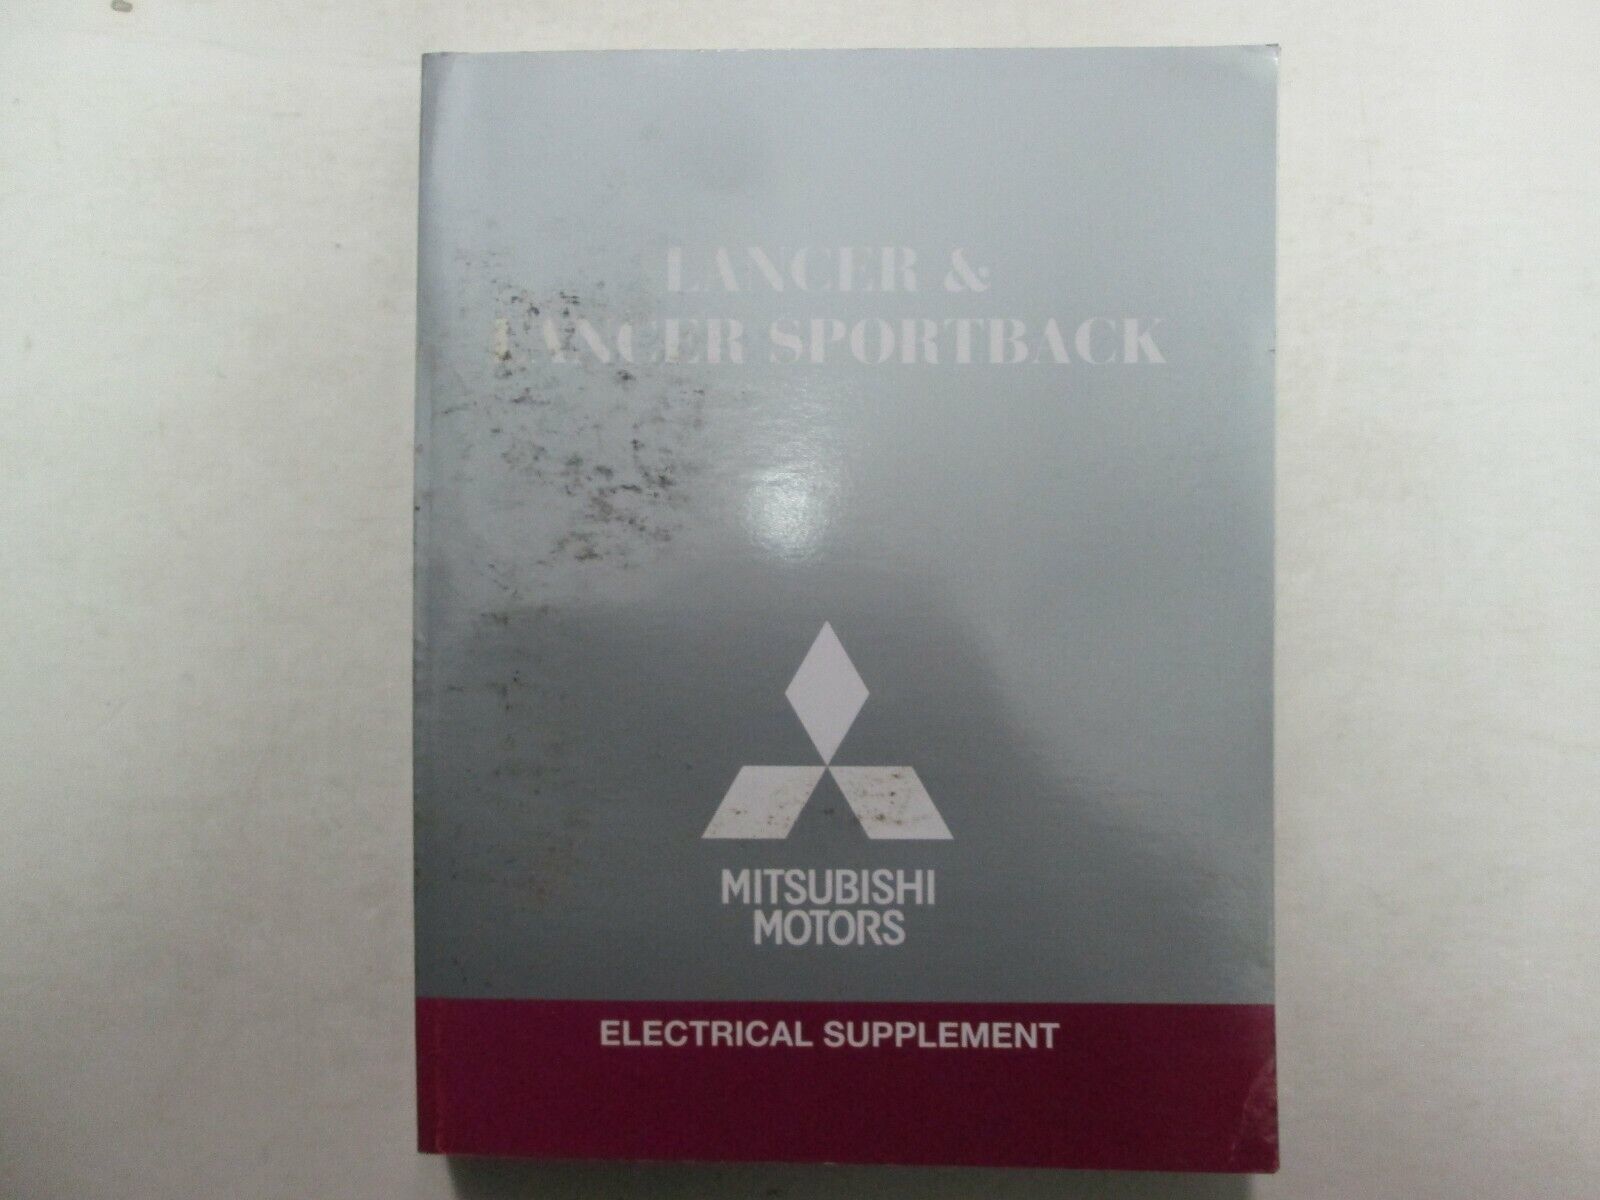 LANCER &
LANCER SPORTBACK
MITSUBISHI
MOTORS
ELECTRICAL SUPPLEMENT